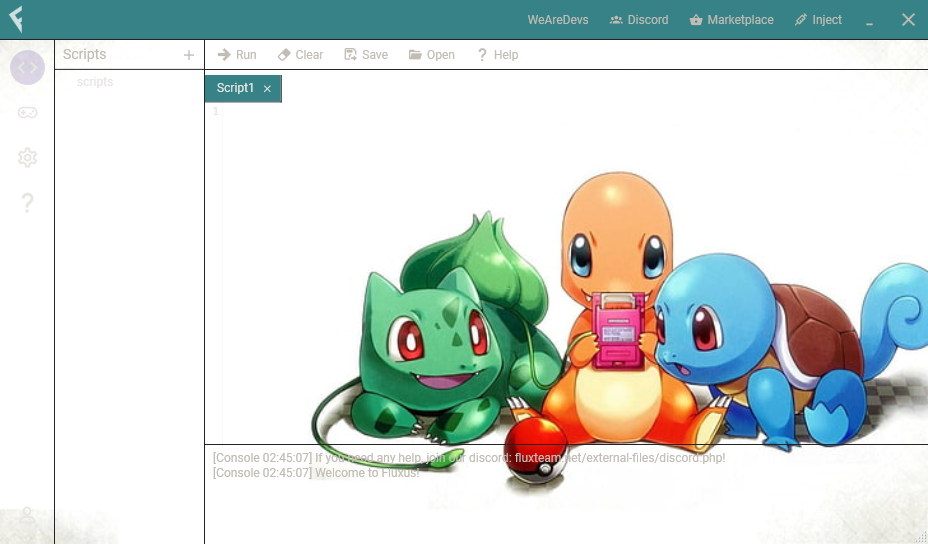 WeAreDevs Discord Marketplace Inject
Scripts + Run Clear Save Open ? Help
scripts
Script1 ×
1
?
[Console 02:45:07] If you need any help, join our discord: fluxteam.net/external-files/discord.php!
[Console 02:45:07] Welcome to Fluxus!